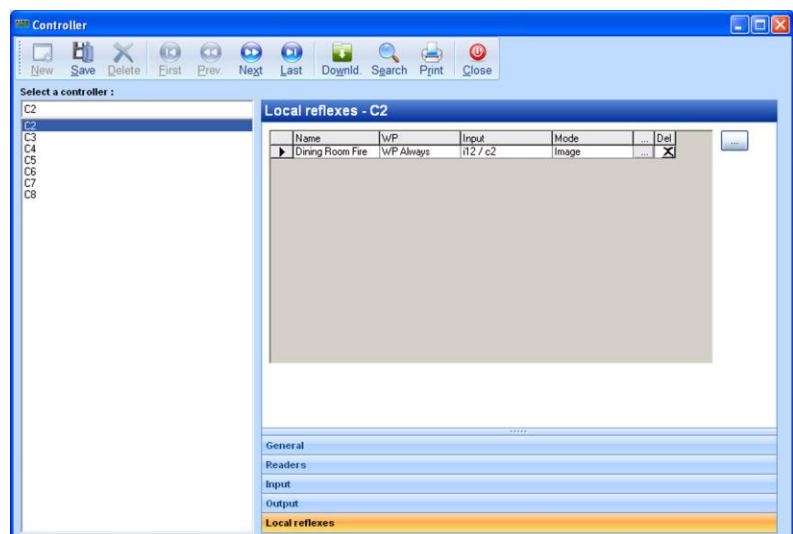 Controller
New Save Delete First Prev. Next Last Downld. Search Print Close
Select a controller :
C2
C2
C3
C4
C5
C6
C7
C8
Local reflexes - C2
Name WP Input Mode ... Del
Dining Room Fire WP Always i12 / c2 Image ... X
...
General
Readers
Input
Output
Local reflexes